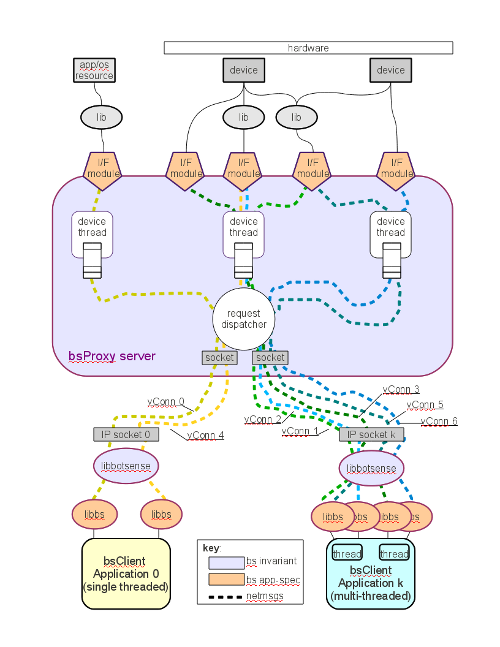 hardware
app/os
resource
device
device
lib
lib
lib
I/F
module
I/F
module
I/F
module
I/F
module
I/F
module
device
thread
device
thread
device
thread
request
dispatcher
bsProxy server
socket
socket
vConn 0
vConn 4
vConn 2
vConn 1
vConn 3
vConn 5
vConn 6
IP socket 0
IP socket k
libbotsense
libbotsense
libbs
libbs
libbs
bs
bs
bs
bsClient
Application 0
(single threaded)
key:
bs invariant
bs app-spec
netmsgs
thread
thread
bsClient
Application k
(multi-threaded)